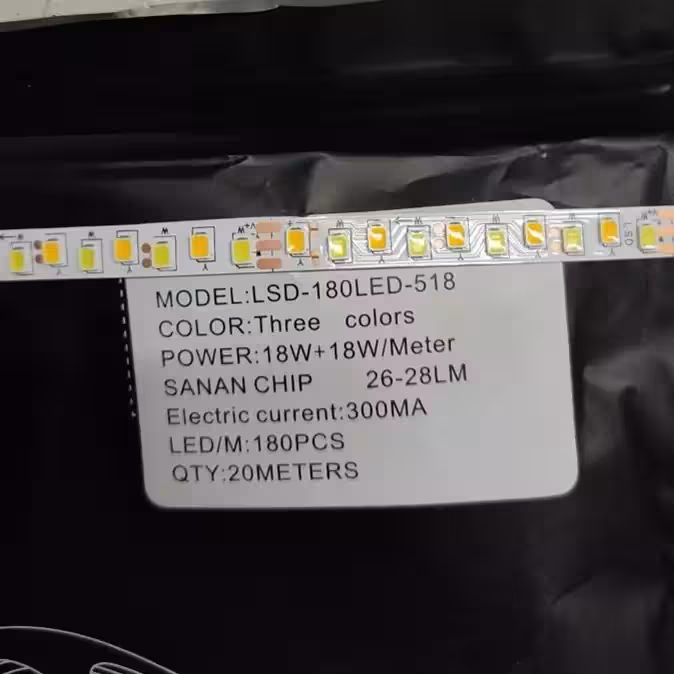 MODEL:LSD-180LED-518
COLOR:Three colors
POWER:18W+18W/Meter
SANAN CHIP 26-28LM
Electric current:300MA
LED/M:180PCS
QTY:20METERS